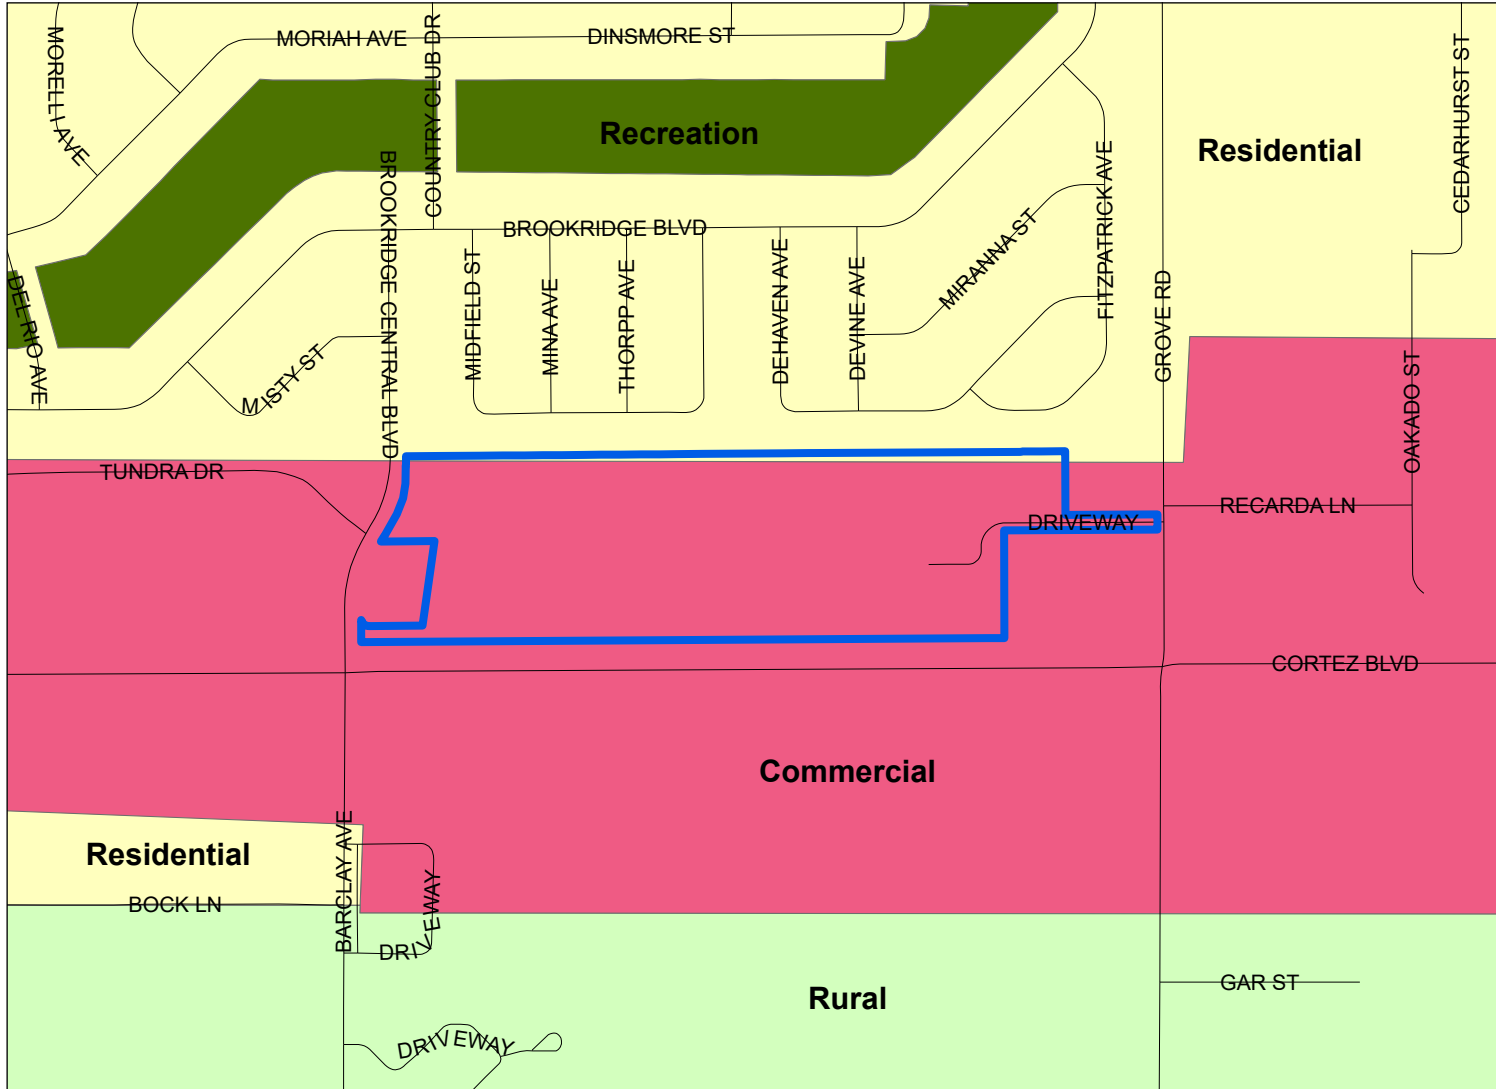 MORIAH AVE
DINSMORE ST
MORELLI AVE
COUNTRY CLUB DR
CEDARHURST ST
Recreation
Residential
BROOKRIDGE CENTRAL BLVD
BROOKRIDGE BLVD
FITZPATRICK AVE
MIRANNA ST
DEL RIO AVE
MISTY ST
MIDFIELD ST
MINA AVE
THORPP AVE
DEHAVEN AVE
DEVINE AVE
GROVE RD
OAKADO ST
TUNDRA DR
RECARDA LN
DRIVEWAY
CORTEZ BLVD
Commercial
Residential
BARCLAY AVE
BOCK LN
DRIVEWAY
GAR ST
Rural
DRIVEWAY